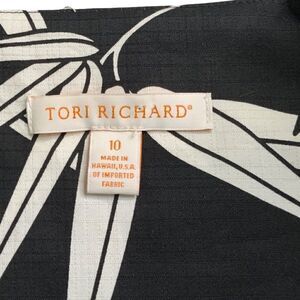 TORI RICHARD®
10
MADE IN
HAWAII, U.S.A.
OF IMPORTED
FABRIC